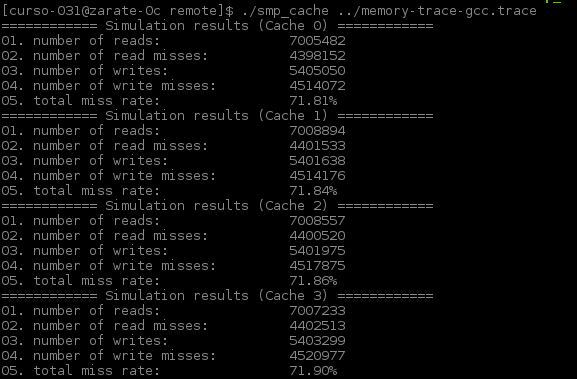 [curso-031@zarate-0c remote]$ ./smp_cache ../memory-trace-gcc.trace
============ Simulation results (Cache 0) ============
01. number of reads: 7005482
02. number of read misses: 4398152
03. number of writes: 5405050
04. number of write misses: 4514072
05. total miss rate: 71.81%
============ Simulation results (Cache 1) ============
01. number of reads: 7008894
02. number of read misses: 4401533
03. number of writes: 5401638
04. number of write misses: 4514176
05. total miss rate: 71.84%
============ Simulation results (Cache 2) ============
01. number of reads: 7008557
02. number of read misses: 4400520
03. number of writes: 5401975
04. number of write misses: 4517875
05. total miss rate: 71.86%
============ Simulation results (Cache 3) ============
01. number of reads: 7007233
02. number of read misses: 4402513
03. number of writes: 5403299
04. number of write misses: 4520977
05. total miss rate: 71.90%